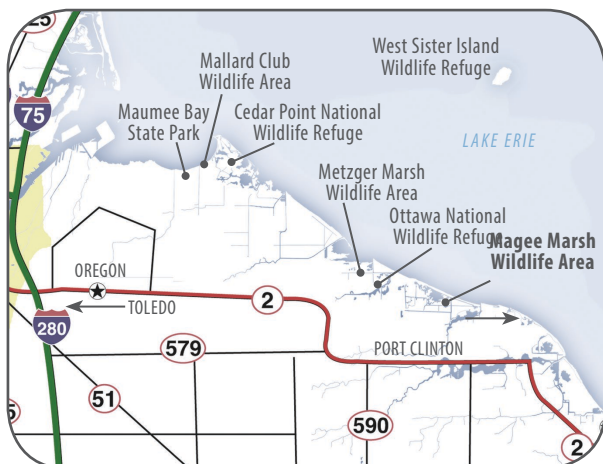 25
75
Mallard Club
Wildlife Area
West Sister Island
Wildlife Refuge
Maumee Bay
State Park
Cedar Point National
Wildlife Refuge
LAKE ERIE
Metzger Marsh
Wildlife Area
Ottawa National
Wildlife Refuge
Magee Marsh
Wildlife Area
OREGON
TOLEDO
2
280
579
PORT CLINTON
51
590
2